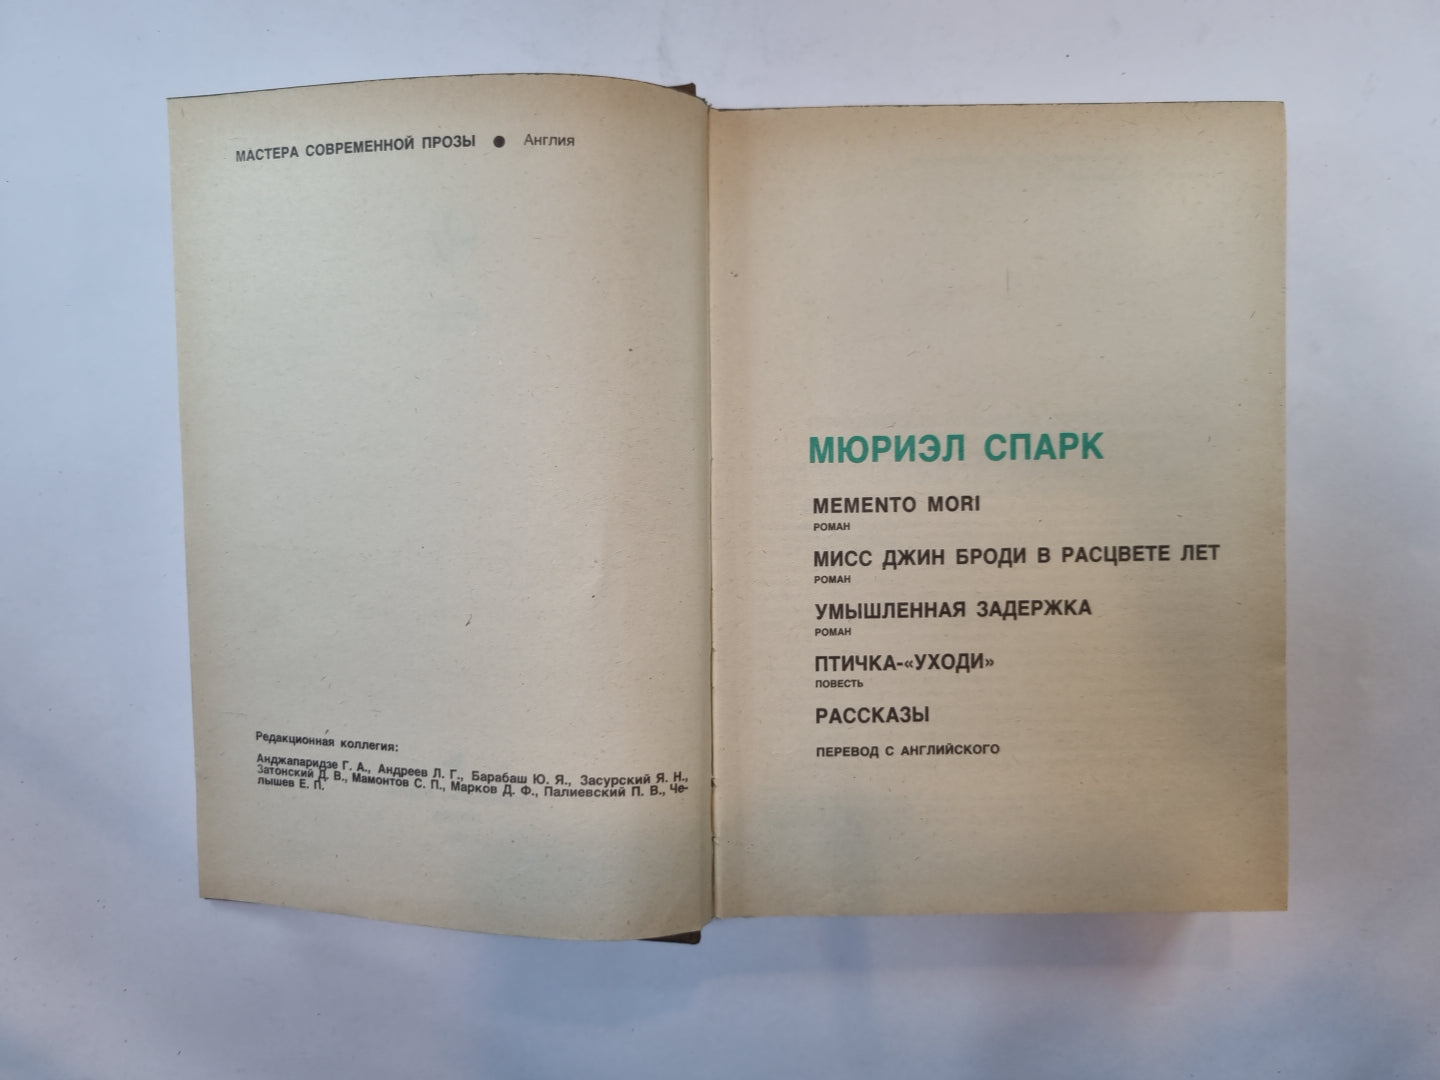 МАСТЕРА СОВРЕМЕННОЙ ПРОЗЫ ● Англия
Редакционная коллегия:
Анджапаридзе Г. А., Андреев Л. Г., Барабаш Ю. Я., Засурский Я. Н.,
Затонский Д. В., Мамонтов С. П., Марков Д. Ф., Палиевский П. В., Че-
лышев Е. П.
МЮРИЭЛ СПАРК
MEMENTO MORI
РОМАН
МИСС ДЖИН БРОДИ В РАСЦВЕТЕ ЛЕТ
РОМАН
УМЫШЛЕННАЯ ЗАДЕРЖКА
РОМАН
ПТИЧКА-«УХОДИ»
ПОВЕСТЬ
РАССКАЗЫ
ПЕРЕВОД С АНГЛИЙСКОГО